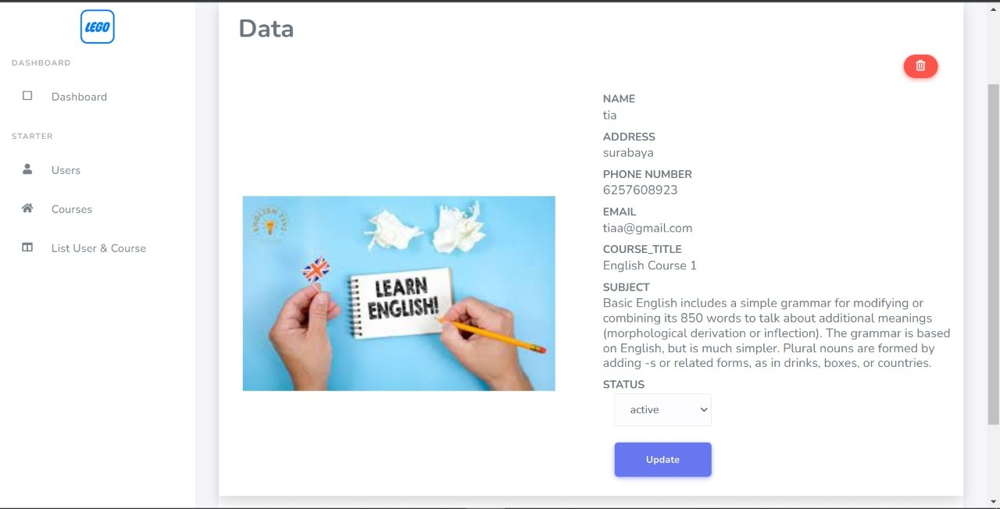 LEGO
DASHBOARD
Dashboard
STARTER
Users
Courses
List User & Course
Data
NAME
tia
ADDRESS
surabaya
PHONE NUMBER
6257608923
EMAIL
tiaa@gmail.com
COURSE_TITLE
English Course 1
SUBJECT
Basic English includes a simple grammar for modifying or
combining its 850 words to talk about additional meanings
(morphological derivation or inflection). The grammar is based
on English, but is much simpler. Plural nouns are formed by
adding -s or related forms, as in drinks, boxes, or countries.
STATUS
active
Update
ENGLISH
LEARN
ENGLISH!